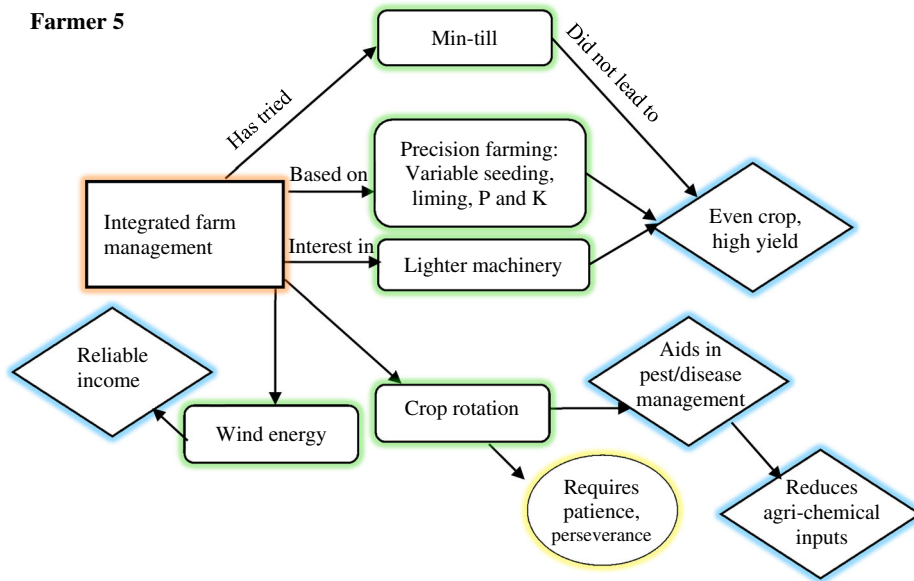 Farmer 5
Min-till
Did not lead to
Has tried
Precision farming:
Variable seeding,
liming, P and K
Based on
Integrated farm
management
Even crop,
high yield
Interest in
Lighter machinery
Reliable
income
Aids in
pest/disease
management
Crop rotation
Wind energy
Requires
patience,
perseverance
Reduces
agri-chemical
inputs